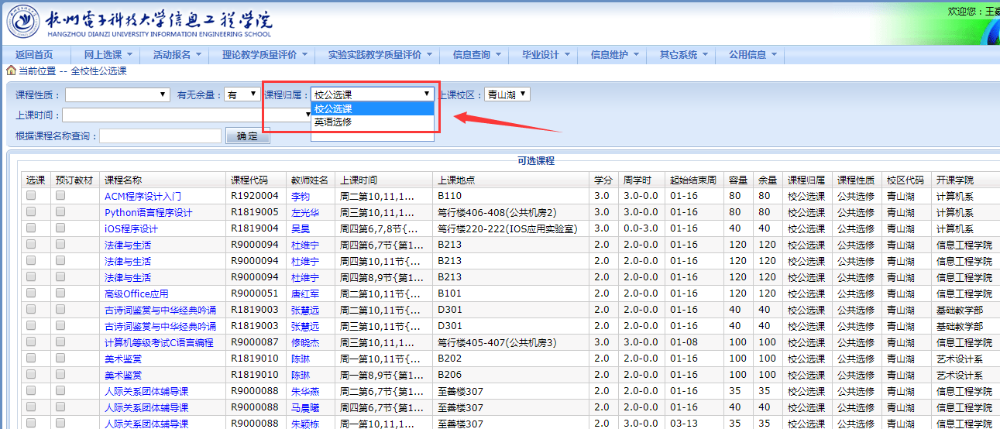 杭州电子科技大学信息工程学院
HANGZHOU DIANZI UNIVERSITY INFORMATION ENGINEERING SCHOOL
欢迎您：王嘉
返回首页 网上选课 活动报名 理论教学质量评价 实验实践教学质量评价 信息查询 毕业设计 信息维护 其它系统 公用信息
当前位置 -- 全校性公选课
课程性质： 有无余量： 有 课程归属： 校公选课 上课校区： 青山湖
校公选课
上课时间：
英语选修
根据课程名称查询： 确 定
可选课程
选课 预订教材 课程名称 课程代码 教师姓名 上课时间 上课地点 学分 周学时 起始结束周 容量 余量 课程归属 课程性质 校区代码 开课学院
ACM程序设计入门 R1920004 李钧 周二第10,11,1... B110 3.0 3.0-0.0 01-16 80 80 校公选课 公共选修 青山湖 计算机系
Python语言程序设计 R1819005 左光华 周三第10,11,1... 笃行楼406-408(公共机房2) 3.0 3.0-0.0 01-16 80 80 校公选课 公共选修 青山湖 计算机系
iOS程序设计 R1819004 吴昊 周四第6,7,8节{... 笃行楼220-222(IOS应用实验室) 3.0 0.0-3.0 01-16 40 40 校公选课 公共选修 青山湖 计算机系
法律与生活 R9000094 杜维宁 周四第6,7节{第1... B213 2.0 2.0-0.0 01-16 120 120 校公选课 公共选修 青山湖 信息工程学院
法律与生活 R9000094 杜维宁 周四第10,11节{... B213 2.0 2.0-0.0 01-16 120 120 校公选课 公共选修 青山湖 信息工程学院
法律与生活 R9000094 杜维宁 周四第8,9节{第1... B213 2.0 2.0-0.0 01-16 120 120 校公选课 公共选修 青山湖 信息工程学院
高级Office应用 R9000051 唐红军 周二第10,11节{... B101 2.0 2.0-0.0 01-16 120 120 校公选课 公共选修 青山湖 信息工程学院
古诗词鉴赏与中华经典吟诵 R1819003 张慧远 周二第10,11节{... D301 2.0 2.0-0.0 01-16 40 40 校公选课 公共选修 青山湖 基础教学部
古诗词鉴赏与中华经典吟诵 R1819003 张慧远 周三第10,11节{... D301 2.0 2.0-0.0 01-16 40 40 校公选课 公共选修 青山湖 基础教学部
计算机等级考试C语言编程 R9000087 修晓杰 周三第10,11,1... 笃行楼405-407(公共机房3) 3.0 3.0-0.0 01-08 100 100 校公选课 公共选修 青山湖 信息工程学院
美术鉴赏 R1819010 陈琳 周一第10,11节{... B202 2.0 2.0-0.0 01-16 100 100 校公选课 公共选修 青山湖 艺术设计系
美术鉴赏 R1819010 陈琳 周一第8,9节{第1... B206 2.0 2.0-0.0 01-16 100 100 校公选课 公共选修 青山湖 艺术设计系
人际关系团体辅导课 R9000088 朱华燕 周二第6,7节{第1... 至善楼307 2.0 2.0-0.0 01-16 35 35 校公选课 公共选修 青山湖 信息工程学院
人际关系团体辅导课 R9000088 马晨曦 周四第6,7节{第1... 至善楼307 2.0 2.0-0.0 01-16 40 40 校公选课 公共选修 青山湖 信息工程学院
人际关系团体辅导课 R9000088 朱颖栋 周一第10,11,1... 至善楼307 2.0 3.0-0.0 03-13 35 35 校公选课 公共选修 青山湖 信息工程学院